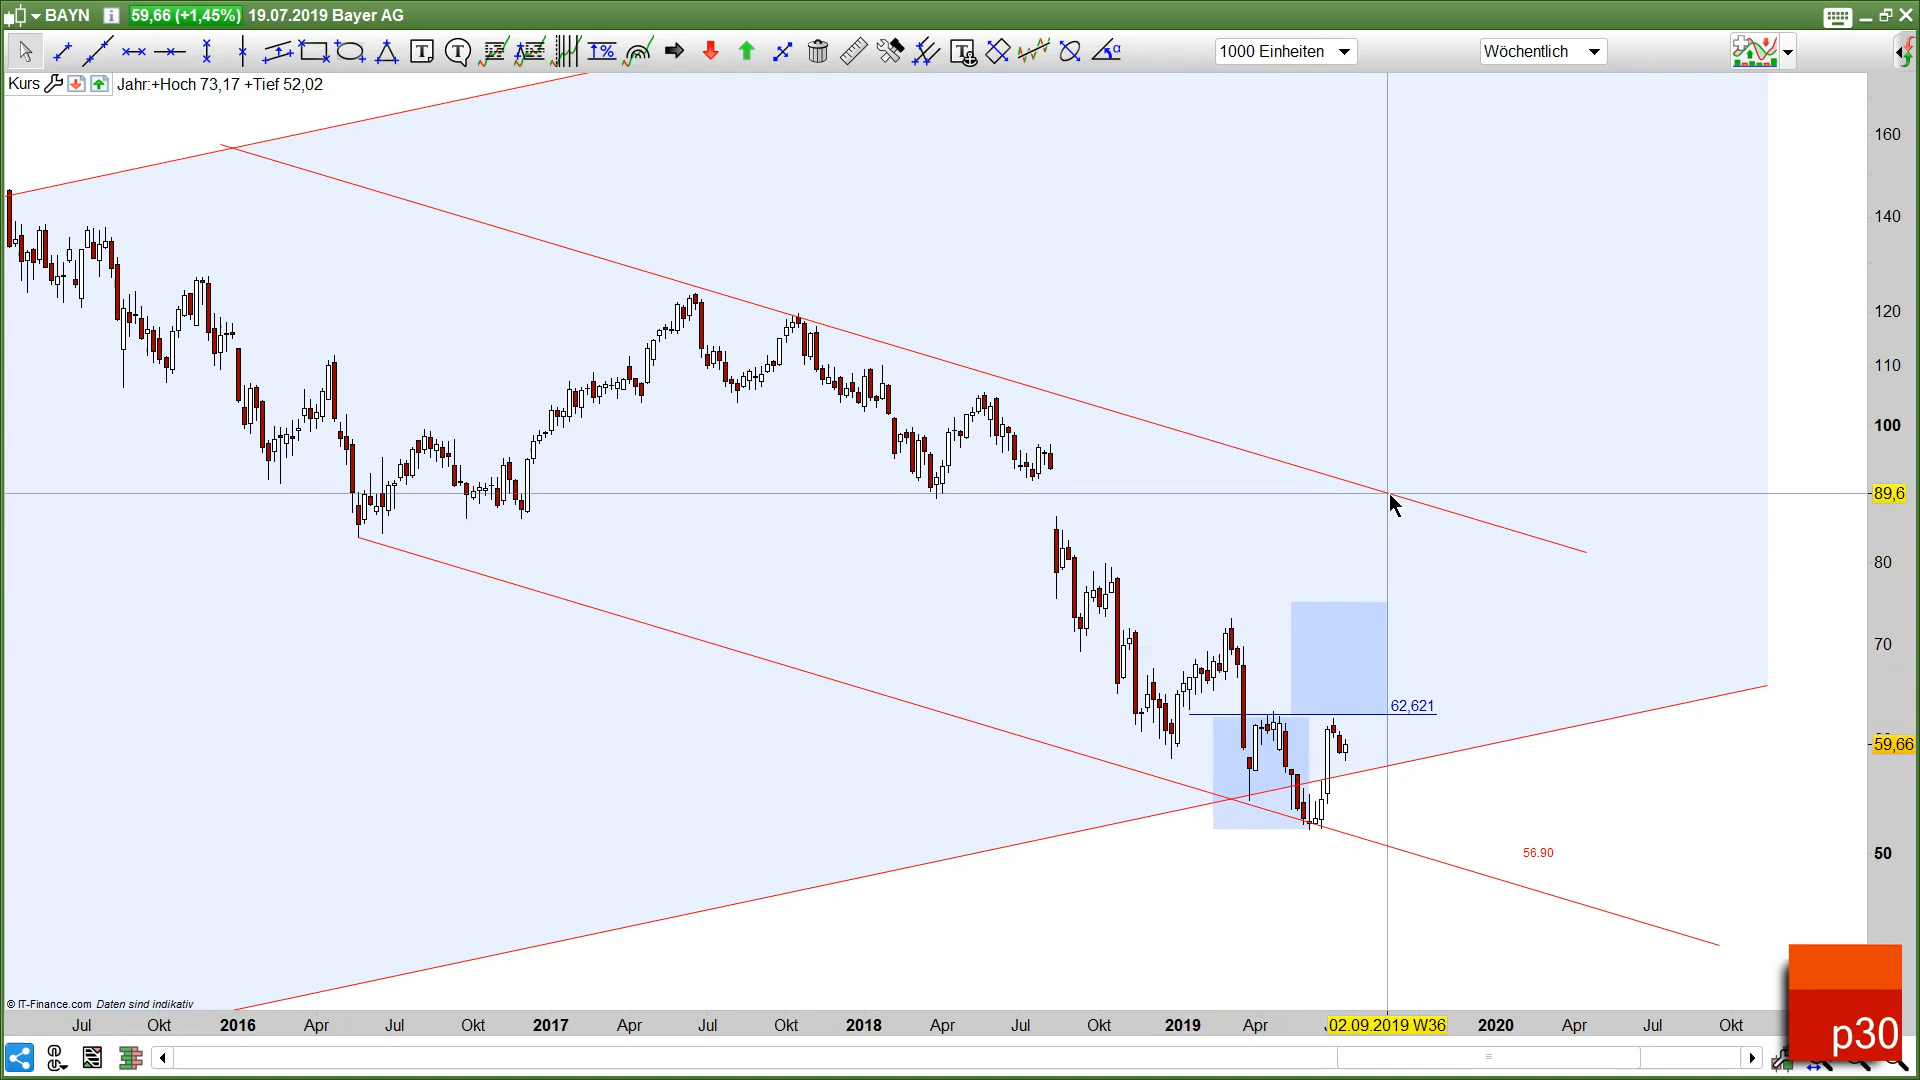 BAYN 59,66 (+1,45%) 19.07.2019 Bayer AG
1000 Einheiten Wöchentlich
Kurs Jahr:+Hoch 73,17 +Tief 52,02
160
140
120
110
100
89,6
80
70
62,621
59,66
56.90
50
© IT-Finance.com Daten sind indikativ
Jul Okt 2016 Apr Jul Okt 2017 Apr Jul Okt 2018 Apr Jul Okt 2019 Apr 02.09.2019 W36 2020 Apr Jul Okt
p30